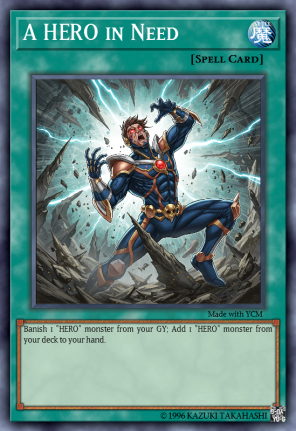 A HERO in Need
魔
[Spell Card]
Made with YCM
Banish 1 "HERO" monster from your GY; Add 1 "HERO" monster
from your deck to your hand.
©1996 KAZUKI TAKAHASHI